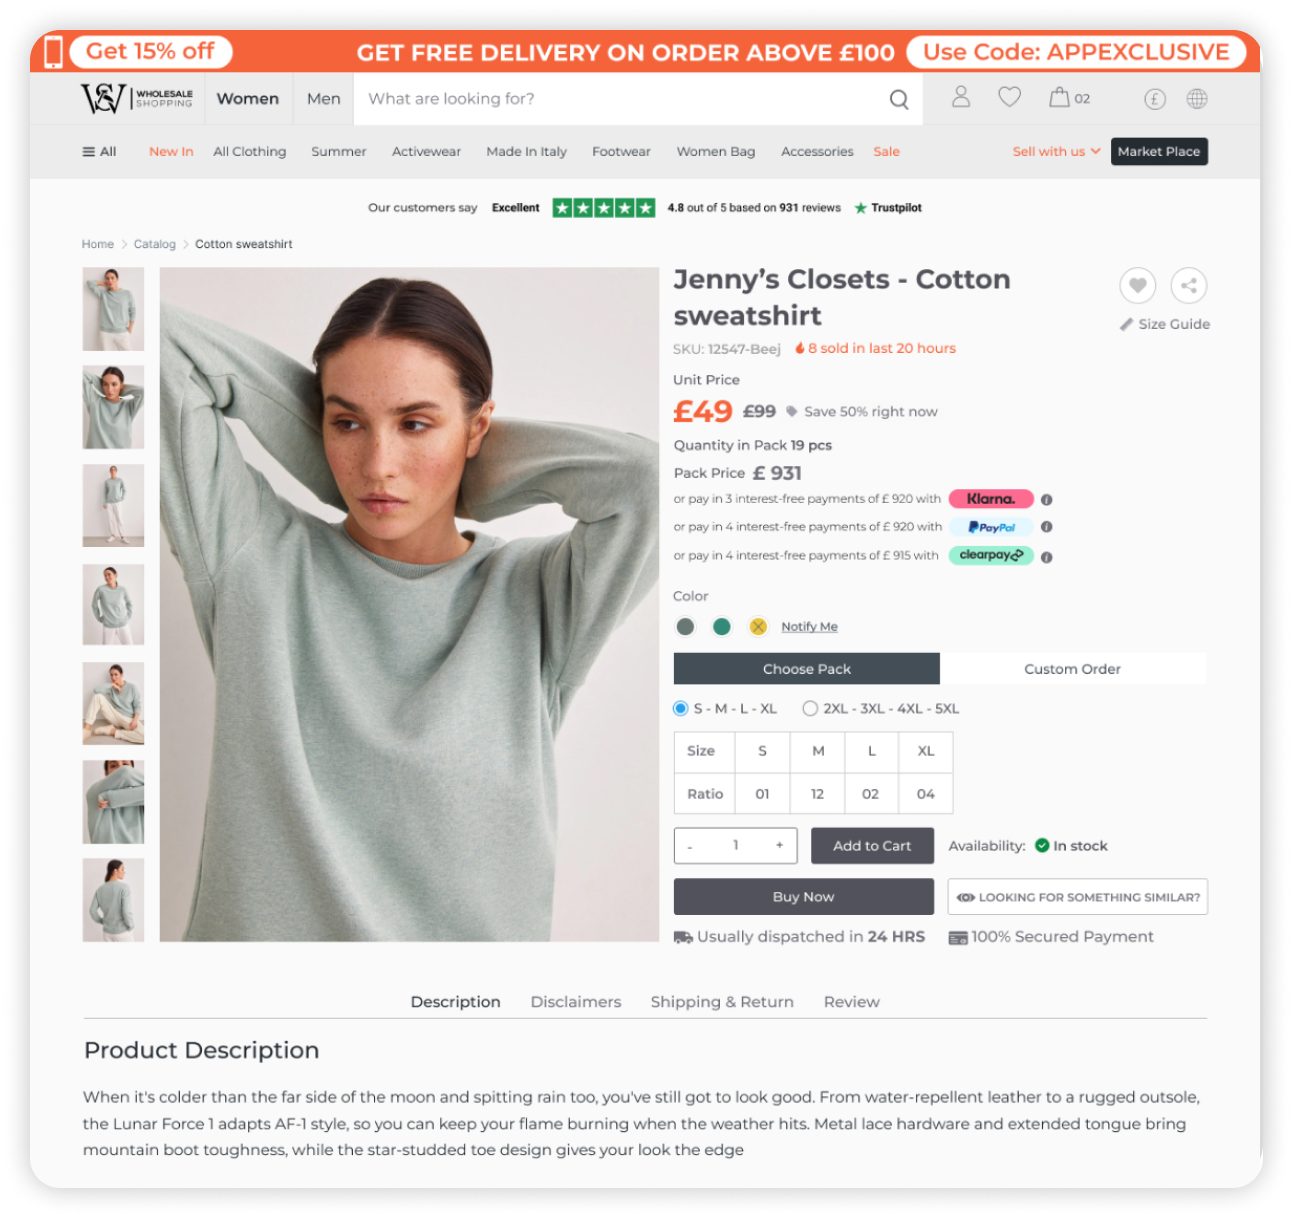 Get 15% off
GET FREE DELIVERY ON ORDER ABOVE £100
Use Code: APPEXCLUSIVE
WHOLESALE
SHOPPING
Women
Men
What are looking for?
02
All
New In
All Clothing
Summer
Activewear
Made In Italy
Footwear
Women Bag
Accessories
Sale
Sell with us
Market Place
Our customers say Excellent 4.8 out of 5 based on 931 reviews Trustpilot
Home > Catalog > Cotton sweatshirt
Jenny’s Closets - Cotton
sweatshirt
Size Guide
SKU: 12547-Beej 8 sold in last 20 hours
Unit Price
£49 £99 Save 50% right now
Quantity in Pack 19 pcs
Pack Price £ 931
or pay in 3 interest-free payments of £ 920 with Klarna.
or pay in 4 interest-free payments of £ 920 with PayPal
or pay in 4 interest-free payments of £ 915 with clearpay
Color
Notify Me
Choose Pack
Custom Order
S - M - L - XL
2XL - 3XL - 4XL - 5XL
Size S M L XL
Ratio 01 12 02 04
- 1 +
Add to Cart
Availability: In stock
Buy Now
LOOKING FOR SOMETHING SIMILAR?
Usually dispatched in 24 HRS
100% Secured Payment
Description
Disclaimers
Shipping & Return
Review
Product Description
When it's colder than the far side of the moon and spitting rain too, you've still got to look good. From water-repellent leather to a rugged outsole,
the Lunar Force 1 adapts AF-1 style, so you can keep your flame burning when the weather hits. Metal lace hardware and extended tongue bring
mountain boot toughness, while the star-studded toe design gives your look the edge